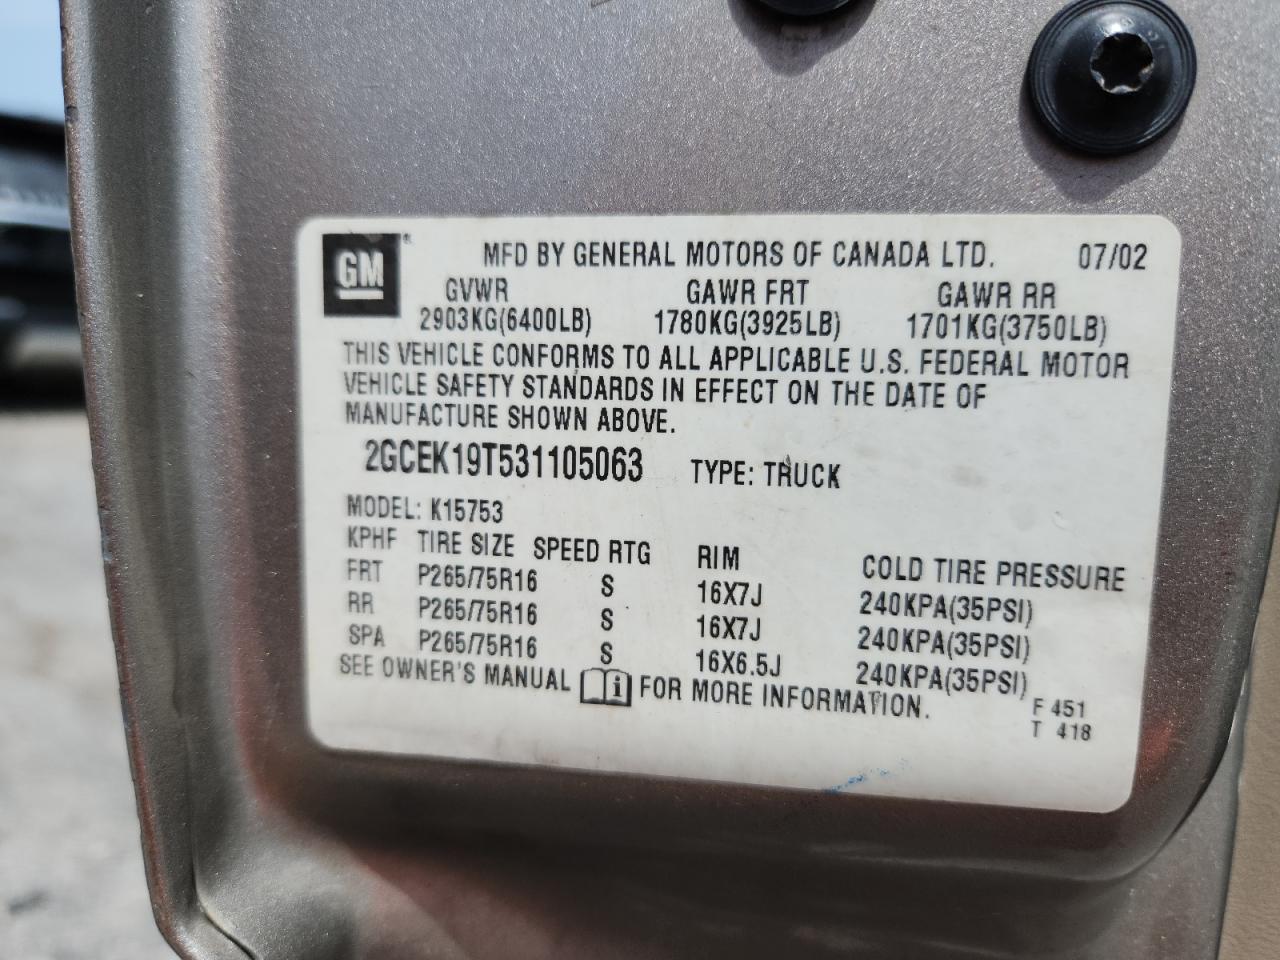 GM® MFD BY GENERAL MOTORS OF CANADA LTD. 07/02
GVWR GAWR FRT GAWR RR
2903KG(6400LB) 1780KG(3925LB) 1701KG(3750LB)
THIS VEHICLE CONFORMS TO ALL APPLICABLE U.S. FEDERAL MOTOR
VEHICLE SAFETY STANDARDS IN EFFECT ON THE DATE OF
MANUFACTURE SHOWN ABOVE.
2GCEK19T531105063 TYPE: TRUCK
MODEL: K15753
KPHF TIRE SIZE SPEED RTG RIM COLD TIRE PRESSURE
FRT P265/75R16 S 16X7J 240KPA(35PSI)
RR P265/75R16 S 16X7J 240KPA(35PSI)
SPA P265/75R16 S 16X6.5J 240KPA(35PSI)
SEE OWNER'S MANUAL i FOR MORE INFORMATION.
F 451
T 418